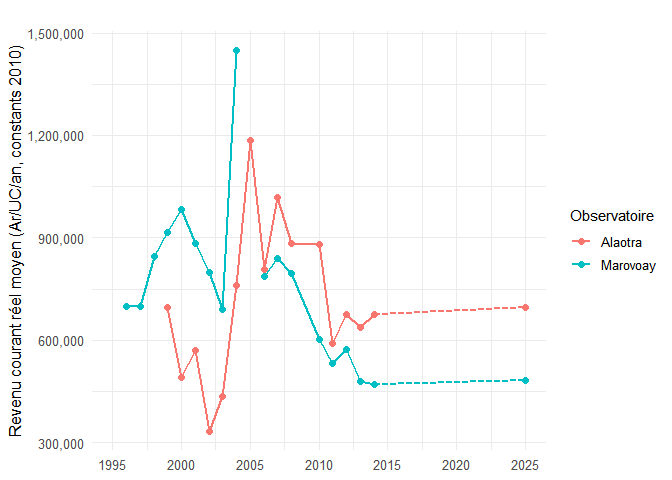 Revenu courant réel moyen (Ar/UC/an, constants 2010)
1,500,000
1,200,000
900,000
600,000
300,000
1995 2000 2005 2010 2015 2020 2025
Observatoire
Alaotra
Marovoay